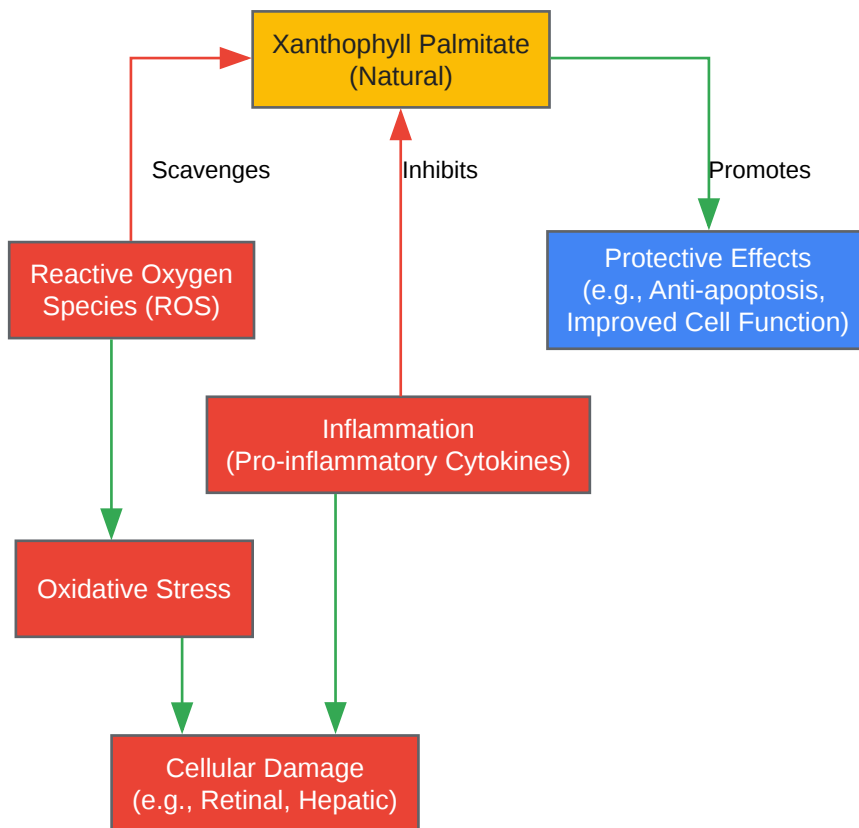 Xanthophyll Palmitate
(Natural)
Scavenges
Inhibits
Promotes
Reactive Oxygen
Species (ROS)
Protective Effects
(e.g., Anti-apoptosis,
Improved Cell Function)
Inflammation
(Pro-inflammatory Cytokines)
Oxidative Stress
Cellular Damage
(e.g., Retinal, Hepatic)